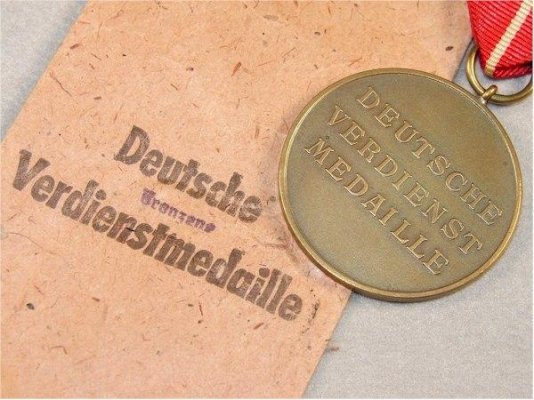 Deutsche
Bronzene
Verdienstmedaille
DEUTSCHE
VERDIENST
MEDAILLE